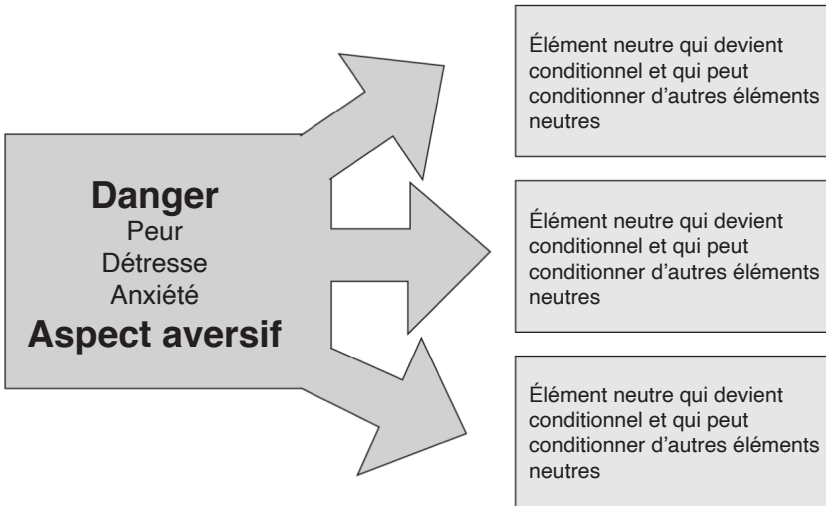 Danger
Peur
Détresse
Anxiété
Aspect aversif
Élément neutre qui devient
conditionnel et qui peut
conditionner d’autres éléments
neutres
Élément neutre qui devient
conditionnel et qui peut
conditionner d’autres éléments
neutres
Élément neutre qui devient
conditionnel et qui peut
conditionner d’autres éléments
neutres